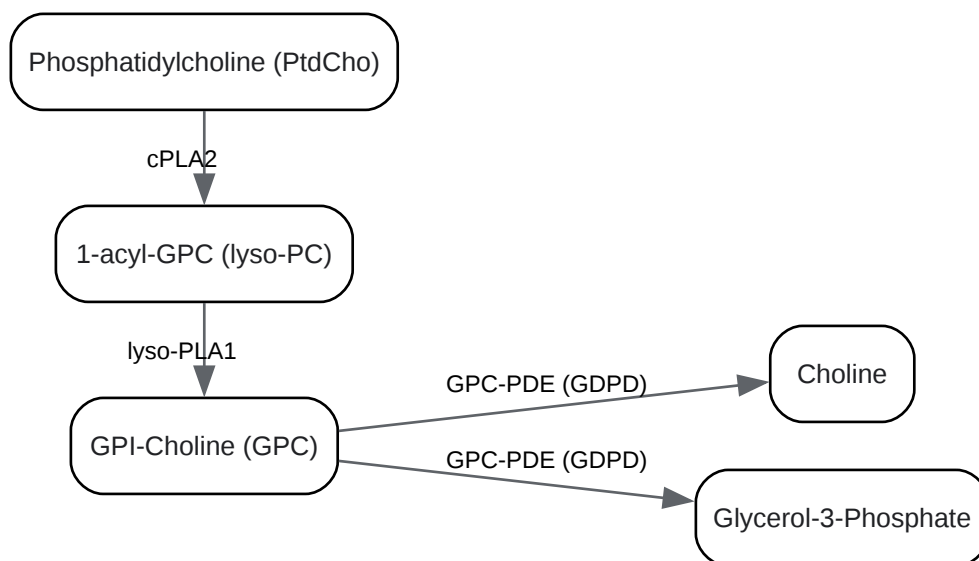 Phosphatidylcholine (PtdCho)
cPLA2
1-acyl-GPC (lyso-PC)
lyso-PLA1
GPI-Choline (GPC)
GPC-PDE (GDPD)
Choline
GPC-PDE (GDPD)
Glycerol-3-Phosphate